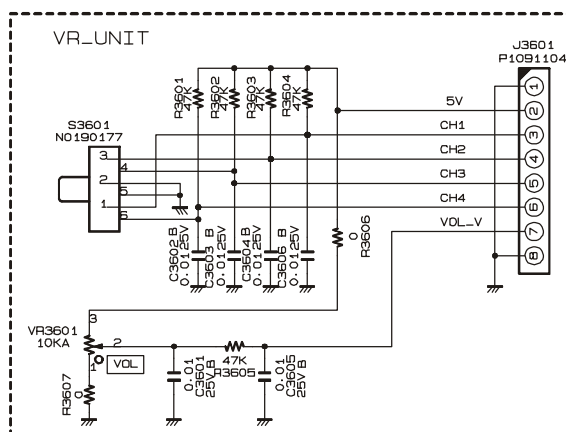 VR_UNIT
J3601
P1091104
R3601
47K
R3602
47K
R3603
47K
R3604
47K
S3601
N0190177
3
2
1
4
5
6
5V
CH1
CH2
CH3
CH4
VOL_V
1
2
3
4
5
6
7
8
C3602 B
0.01 25V
C3603 B
0.01 25V
C3604 B
0.01 25V
C3606 B
0.01 25V
0
R3606
3
VR3601
10KA
2
1
VOL
R3607
0
0.01
C3601
25V B
47K
R3605
0.01
C3605
25V B